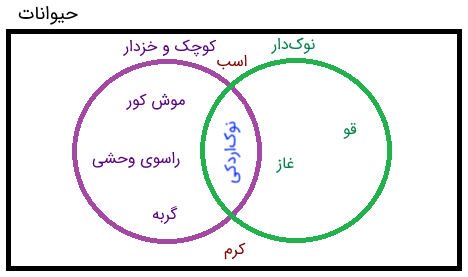 حیوانات
نوک‌دار
کوچک و خزدار
اسب
موش کور
قو
نوک‌اردکی
راسوی وحشی
غاز
گربه
کرم